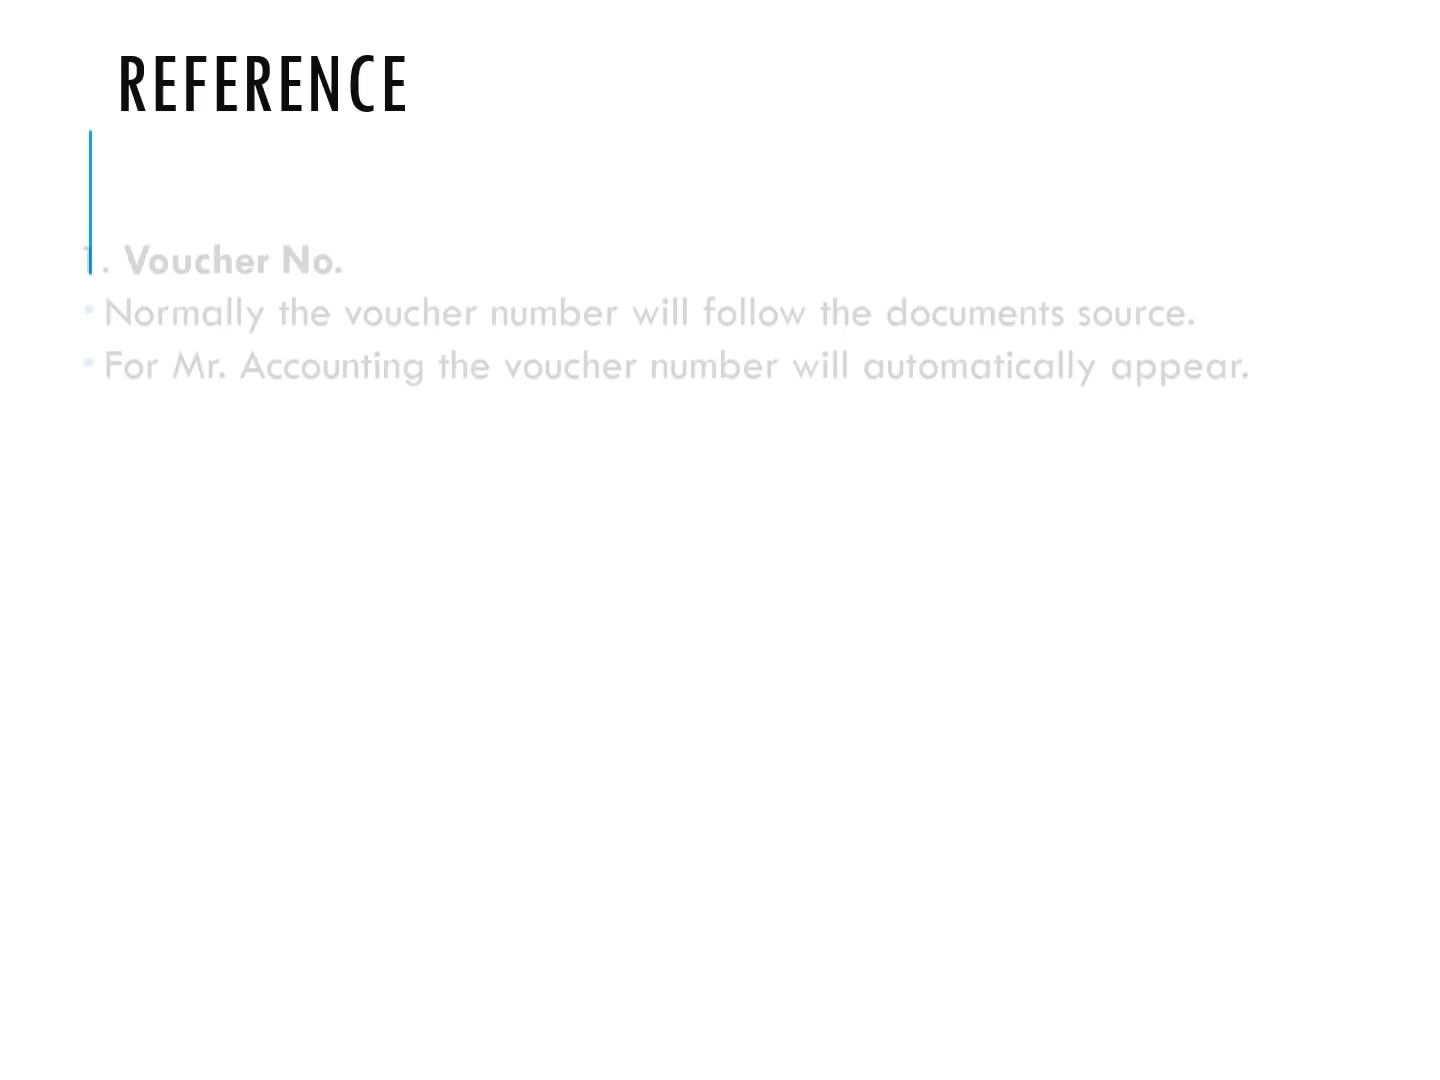 REFERENCE
1. Voucher No.
• Normally the voucher number will follow the documents source.
• For Mr. Accounting the voucher number will automatically appear.